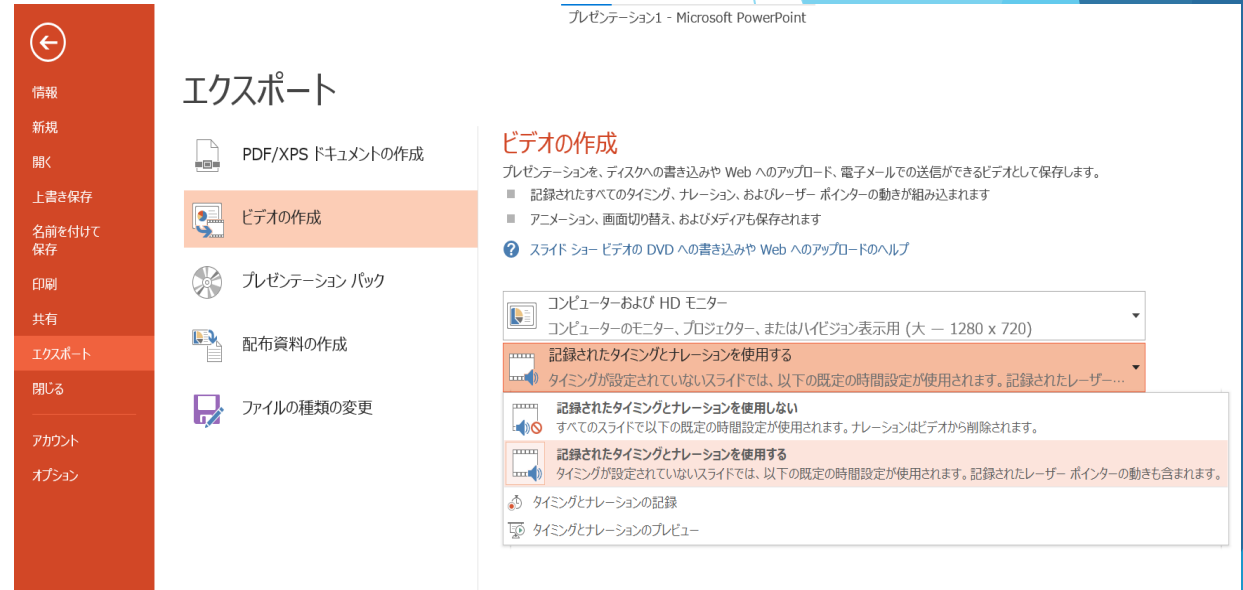 プレゼンテーション1 - Microsoft PowerPoint
情報
新規
開く
上書き保存
名前を付けて
保存
印刷
共有
エクスポート
閉じる
アカウント
オプション
エクスポート
PDF/XPS ドキュメントの作成
ビデオの作成
プレゼンテーション パック
配布資料の作成
ファイルの種類の変更
ビデオの作成
プレゼンテーションを、ディスクへの書き込みや Web へのアップロード、電子メールでの送信ができるビデオとして保存します。
記録されたすべてのタイミング、ナレーション、およびレーザー ポインターの動きが組み込まれます
アニメーション、画面切り替え、およびメディアも保存されます
スライド ショー ビデオの DVD への書き込みや Web へのアップロードのヘルプ
コンピューターおよび HD モニター
コンピューターのモニター、プロジェクター、またはハイビジョン表示用 (大 — 1280 x 720)
記録されたタイミングとナレーションを使用する
タイミングが設定されていないスライドでは、以下の既定の時間設定が使用されます。記録されたレーザー…
記録されたタイミングとナレーションを使用しない
すべてのスライドで以下の既定の時間設定が使用されます。ナレーションはビデオから削除されます。
記録されたタイミングとナレーションを使用する
タイミングが設定されていないスライドでは、以下の既定の時間設定が使用されます。記録されたレーザー ポインターの動きも含まれます。
タイミングとナレーションの記録
タイミングとナレーションのプレビュー